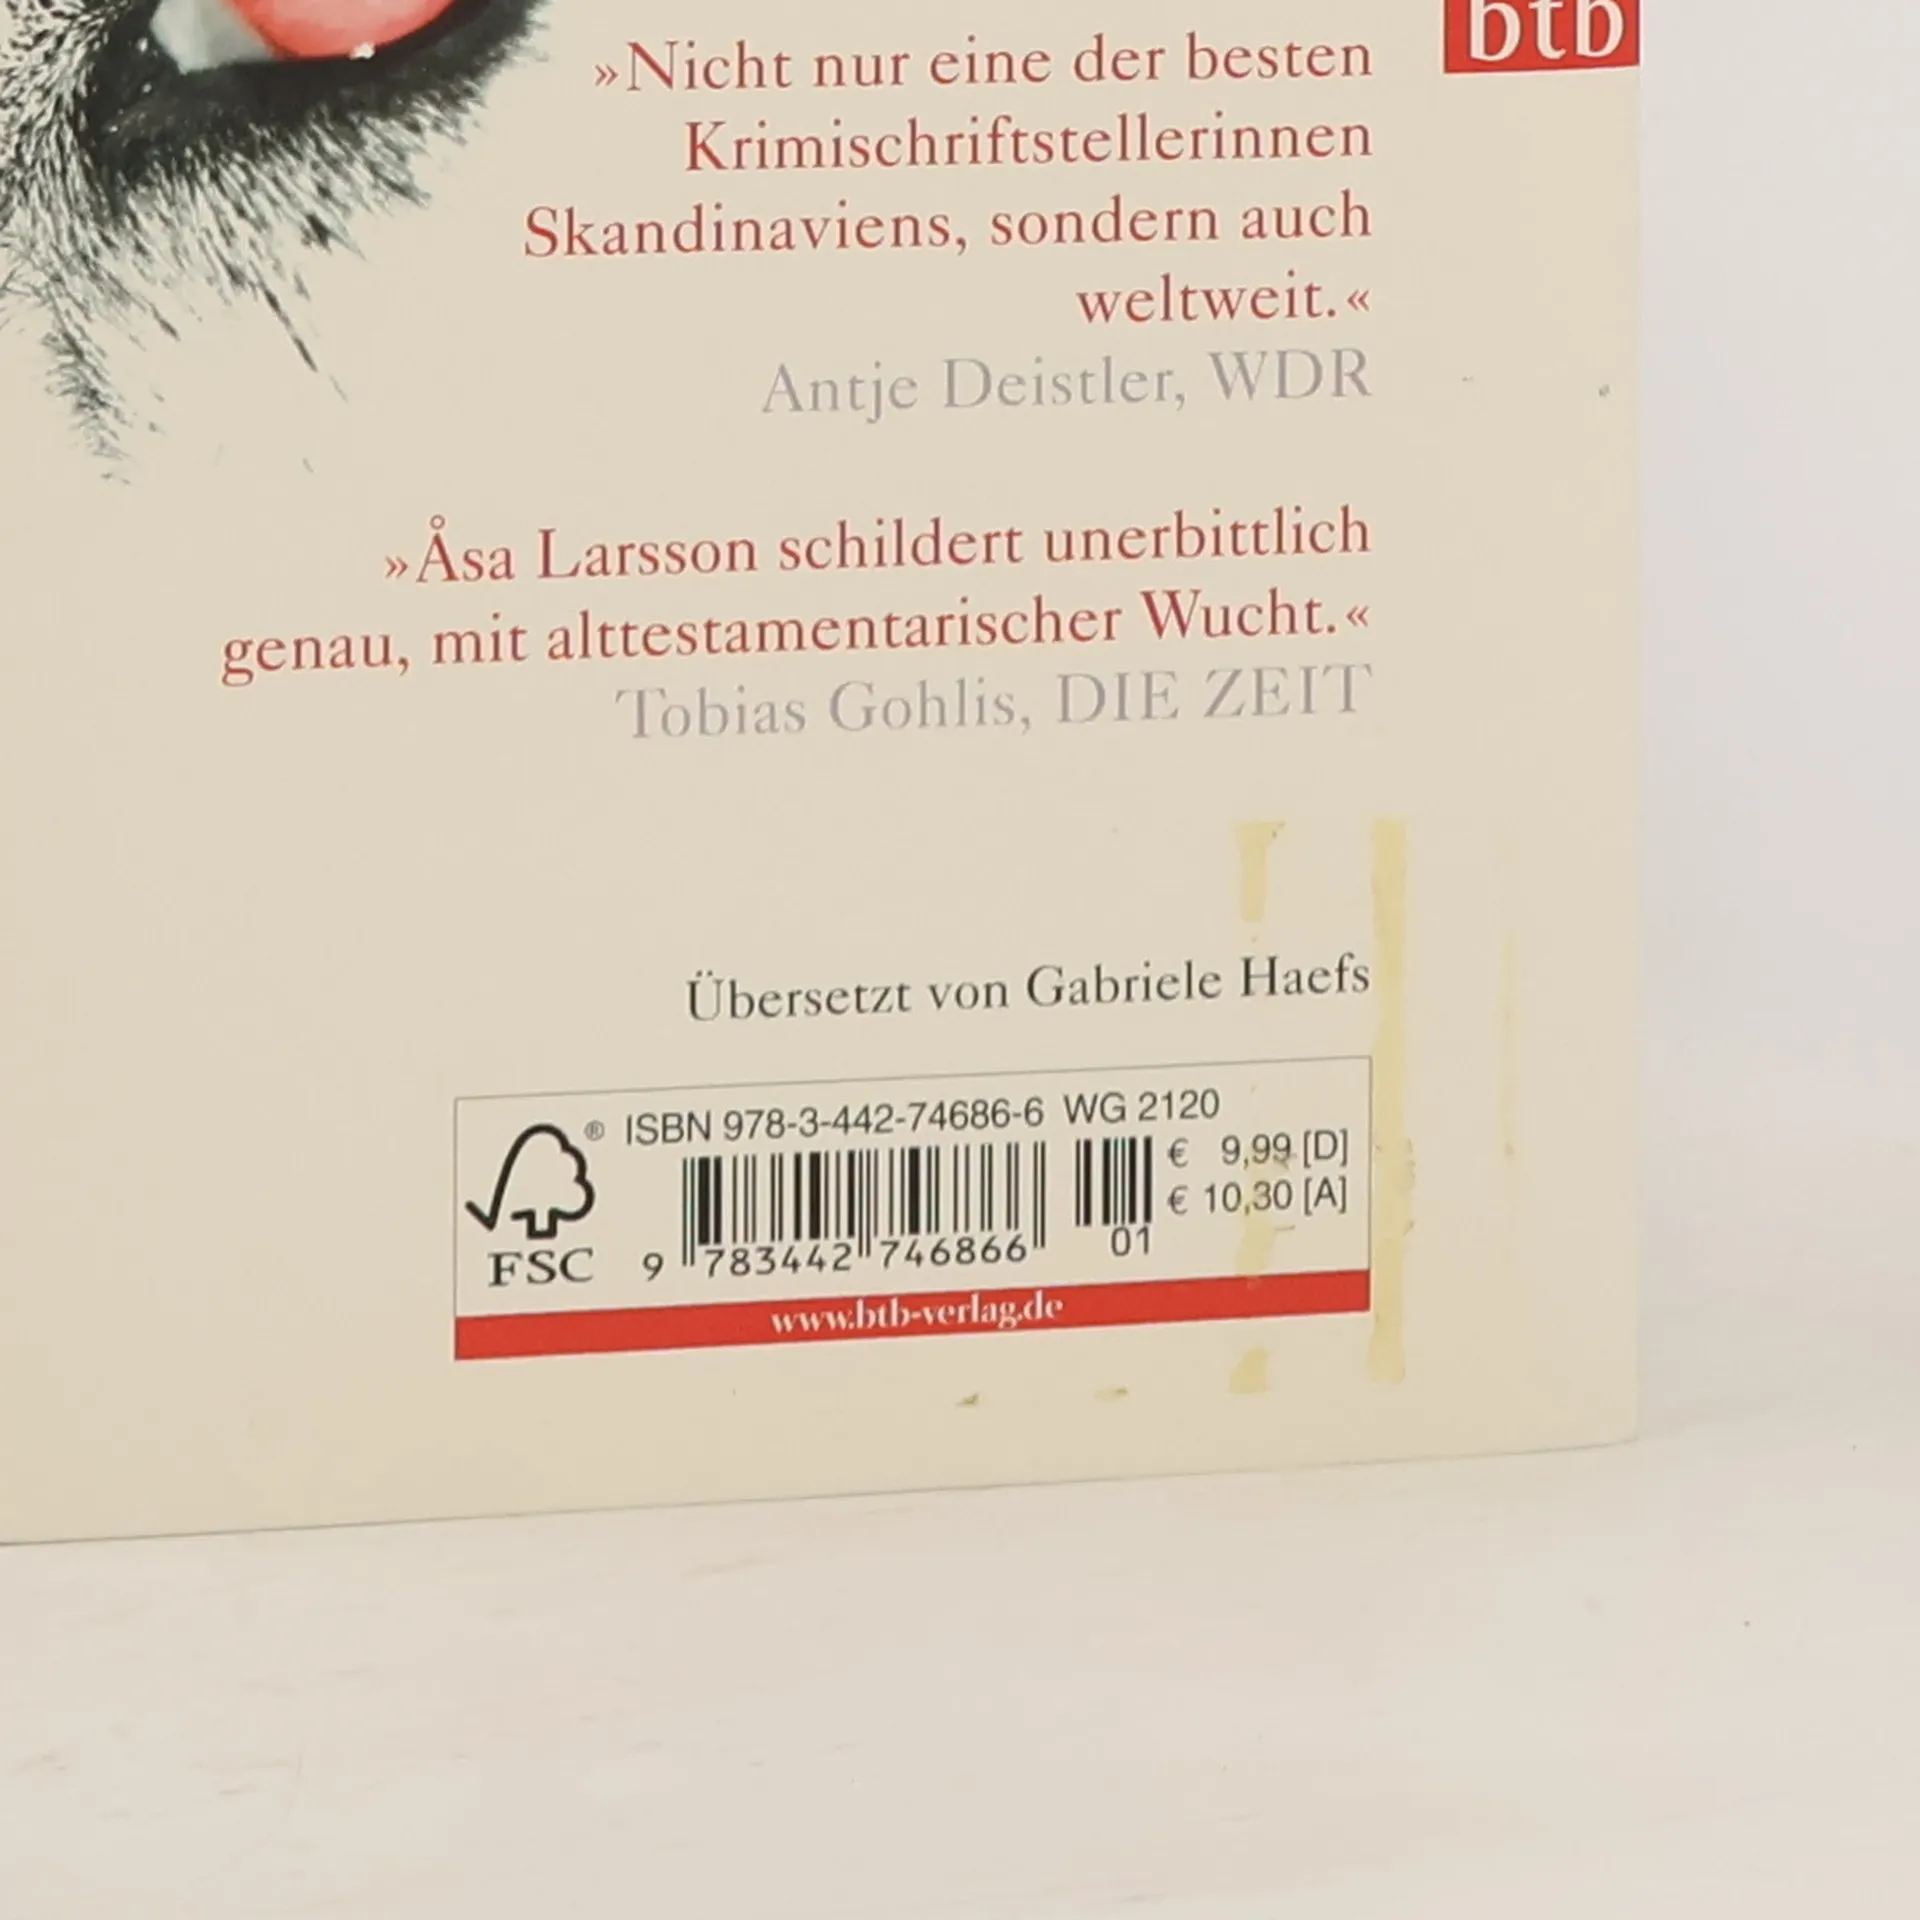 btb
»Nicht nur eine der besten
Krimischriftstellerinnen
Skandinaviens, sondern auch
weltweit.«
Antje Deistler, WDR
»Åsa Larsson schildert unerbittlich
genau, mit alttestamentarischer Wucht.«
Tobias Gohlis, DIE ZEIT
Übersetzt von Gabriele Haefs
® ISBN 978-3-442-74686-6 WG 2120
€ 9,99 [D]
€ 10,30 [A]
FSC
9 783442 746866 01
www.btb-verlag.de